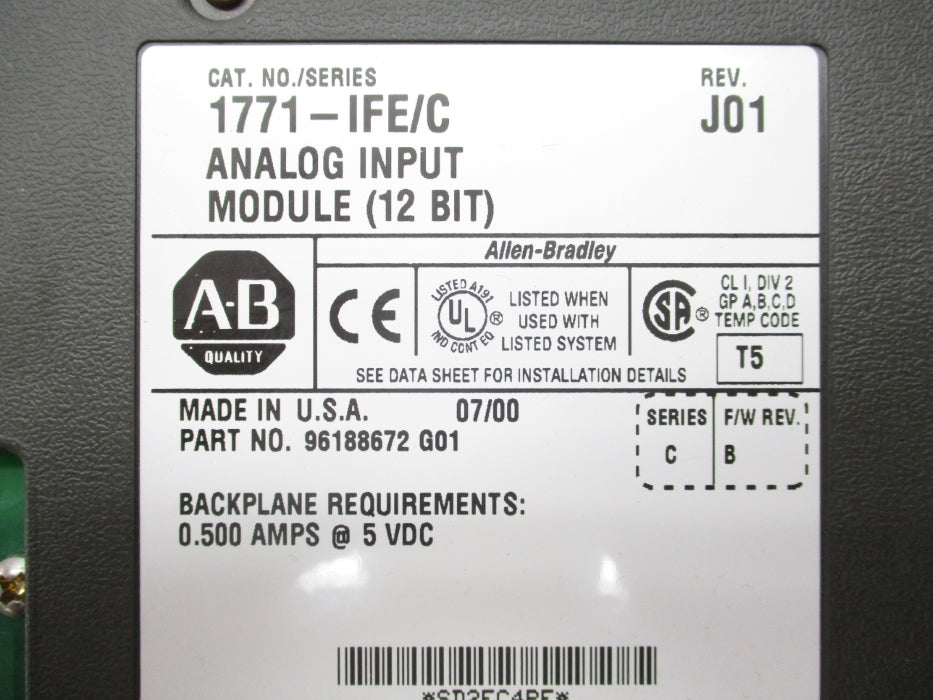 CAT. NO./SERIES REV.
1771-IFE/C J01
ANALOG INPUT
MODULE (12 BIT)
Allen-Bradley
A-B
QUALITY
CE
LISTED A191
UL
IND CONT EQ
®
LISTED WHEN
USED WITH
LISTED SYSTEM
SA ®
CL I, DIV 2
GP A,B,C,D
TEMP CODE
T5
SEE DATA SHEET FOR INSTALLATION DETAILS
MADE IN U.S.A. 07/00
PART NO. 96188672 G01
SERIES F/W REV.
C B
BACKPLANE REQUIREMENTS:
0.500 AMPS @ 5 VDC